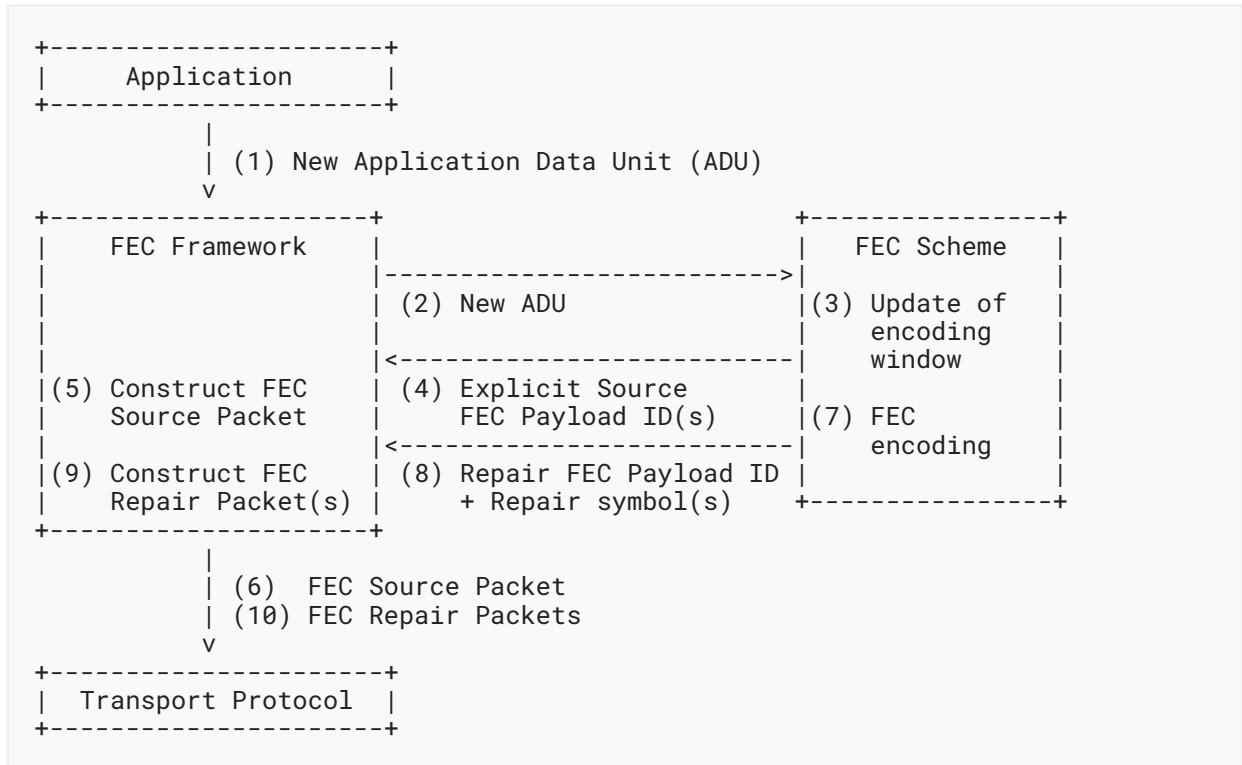 +----------------------+
|      Application      |
+----------------------+
           |
           | (1) New Application Data Unit (ADU)
           v
+---------------------+                           +----------------+
|     FEC Framework    |                           |   FEC Scheme   |
|                     |-------------------------->|                |
|                     | (2) New ADU               |(3) Update of   |
|                     |                           |    encoding    |
|                     |<--------------------------|    window      |
|(5) Construct FEC    | (4) Explicit Source       |                |
|    Source Packet    |     FEC Payload ID(s)     |(7) FEC         |
|                     |<--------------------------|    encoding    |
|(9) Construct FEC    | (8) Repair FEC Payload ID |                |
|    Repair Packet(s) |     + Repair symbol(s)    +----------------+
+---------------------+
           |
           | (6)  FEC Source Packet
           | (10) FEC Repair Packets
           v
+----------------------+
|  Transport Protocol  |
+----------------------+